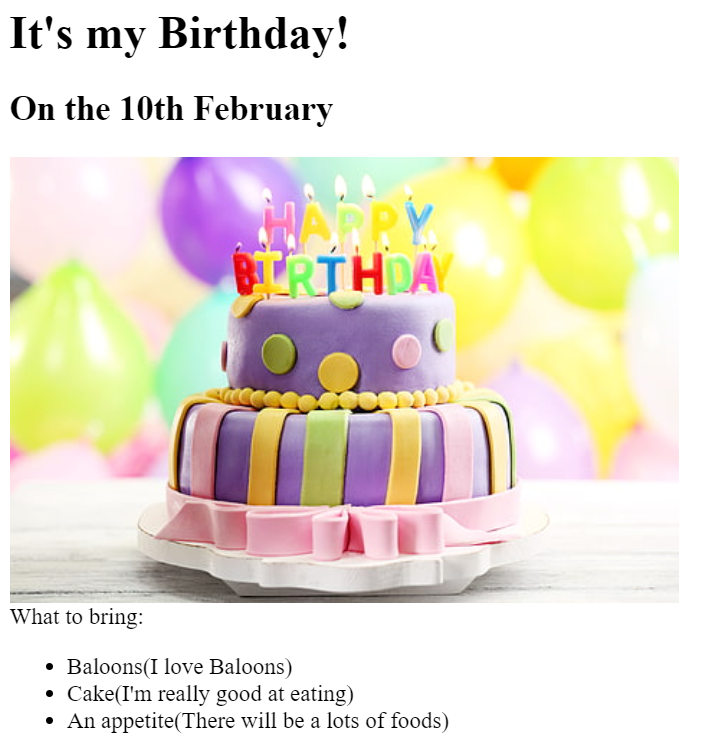 It's my Birthday!
On the 10th February
HAPPY
BIRTHDAY
What to bring:
Baloons(I love Baloons)
Cake(I'm really good at eating)
An appetite(There will be a lots of foods)